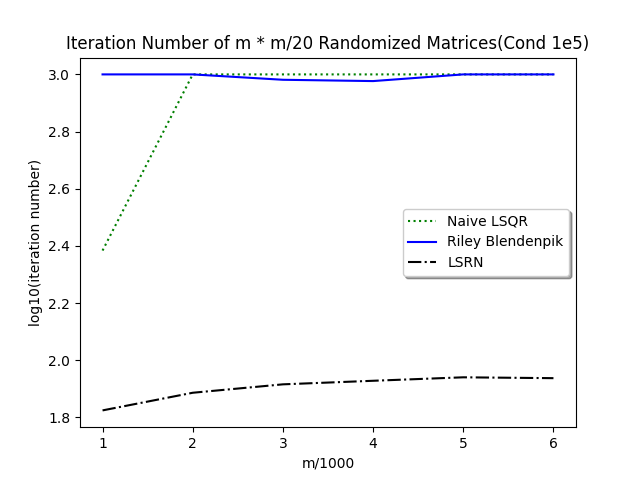 Iteration Number of m * m/20 Randomized Matrices(Cond 1e5)
log10(iteration number)
3.0
2.8
2.6
2.4
2.2
2.0
1.8
Naive LSQR
Riley Blendenpik
LSRN
1 2 3 4 5 6
m/1000